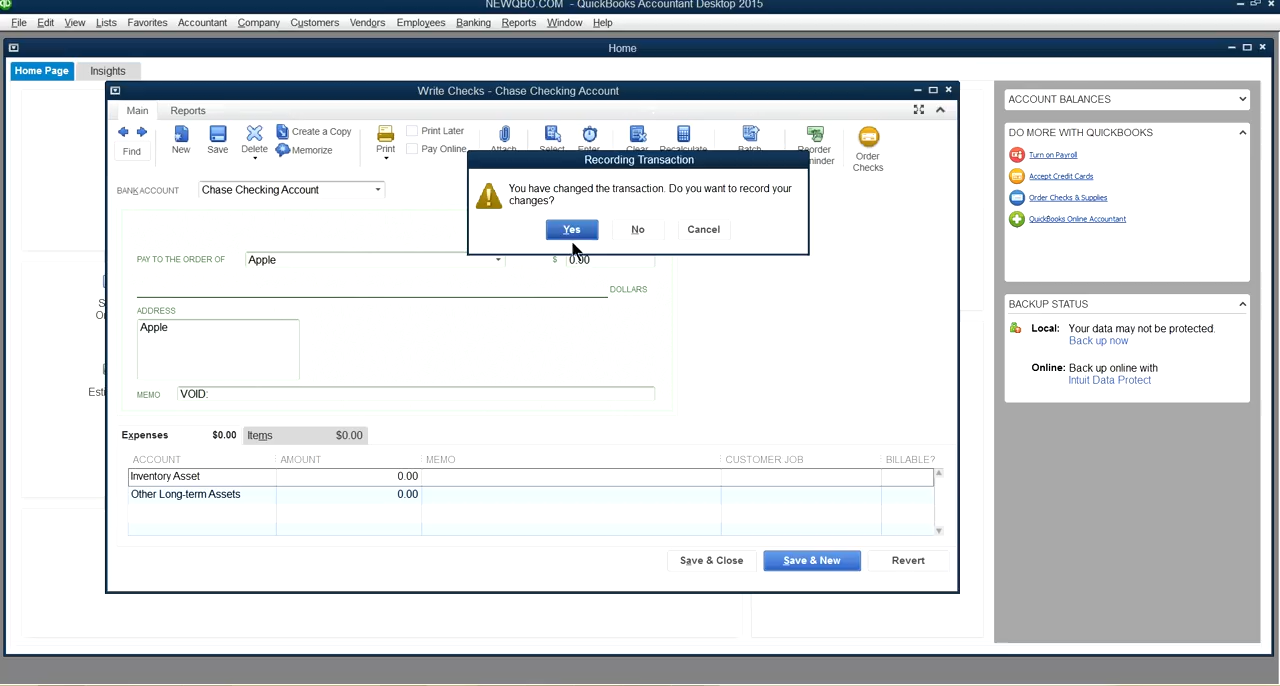 NEWQBO.COM - QuickBooks Accountant Desktop 2015
File Edit View Lists Favorites Accountant Company Customers Vendors Employees Banking Reports Window Help
Home
Home Page Insights
Write Checks - Chase Checking Account
Main Reports
Find New Save Delete Create a Copy Memorize Print Print Later Pay Online Attach Select Enter Clear Recalculate Batch Reorder Order Checks
Recording Transaction
You have changed the transaction. Do you want to record your
changes?
Yes No Cancel
BANK ACCOUNT Chase Checking Account
PAY TO THE ORDER OF Apple $ 0.00
DOLLARS
ADDRESS
Apple
MEMO VOID:
Expenses $0.00 Items $0.00
ACCOUNT AMOUNT MEMO CUSTOMER:JOB BILLABLE?
Inventory Asset 0.00
Other Long-term Assets 0.00
Save & Close Save & New Revert
ACCOUNT BALANCES
DO MORE WITH QUICKBOOKS
Turn on Payroll
Accept Credit Cards
Order Checks & Supplies
QuickBooks Online Accountant
BACKUP STATUS
Local: Your data may not be protected.
Back up now
Online: Back up online with
Intuit Data Protect